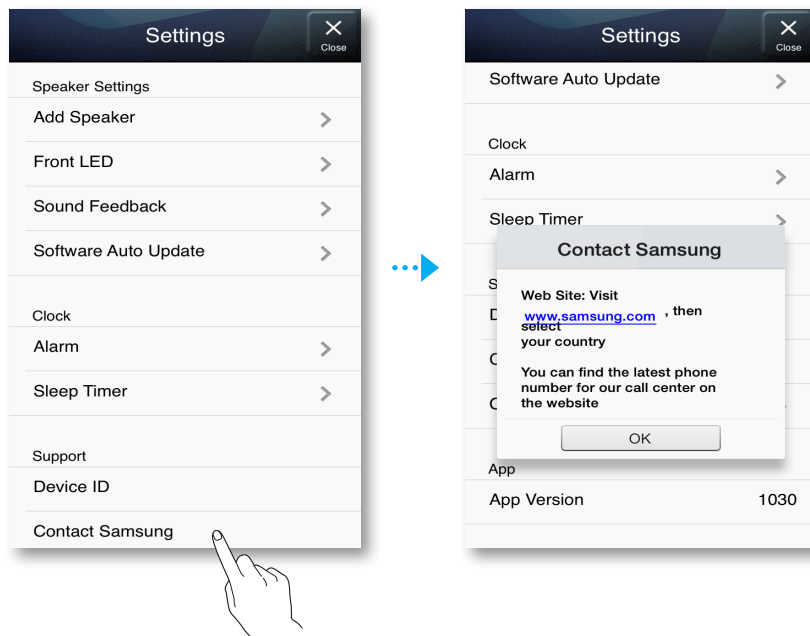 Settings
Close
Speaker Settings
Add Speaker
Front LED
Sound Feedback
Software Auto Update
Clock
Alarm
Sleep Timer
Support
Device ID
Contact Samsung
Settings
Close
Software Auto Update
Clock
Alarm
Sleep Timer
S
D
C
C
Contact Samsung
Web Site: Visit
www.samsung.com , then
select
your country
You can find the latest phone
number for our call center on
the website
OK
App
App Version 1030